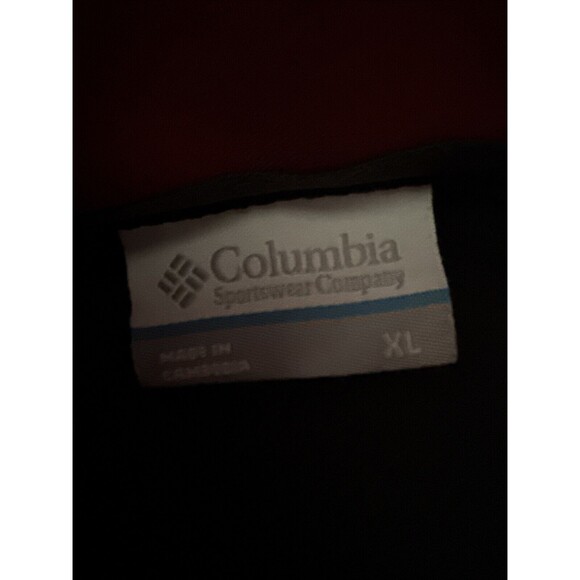 Columbia
Sportswear Company
MADE IN
CAMBODIA
XL